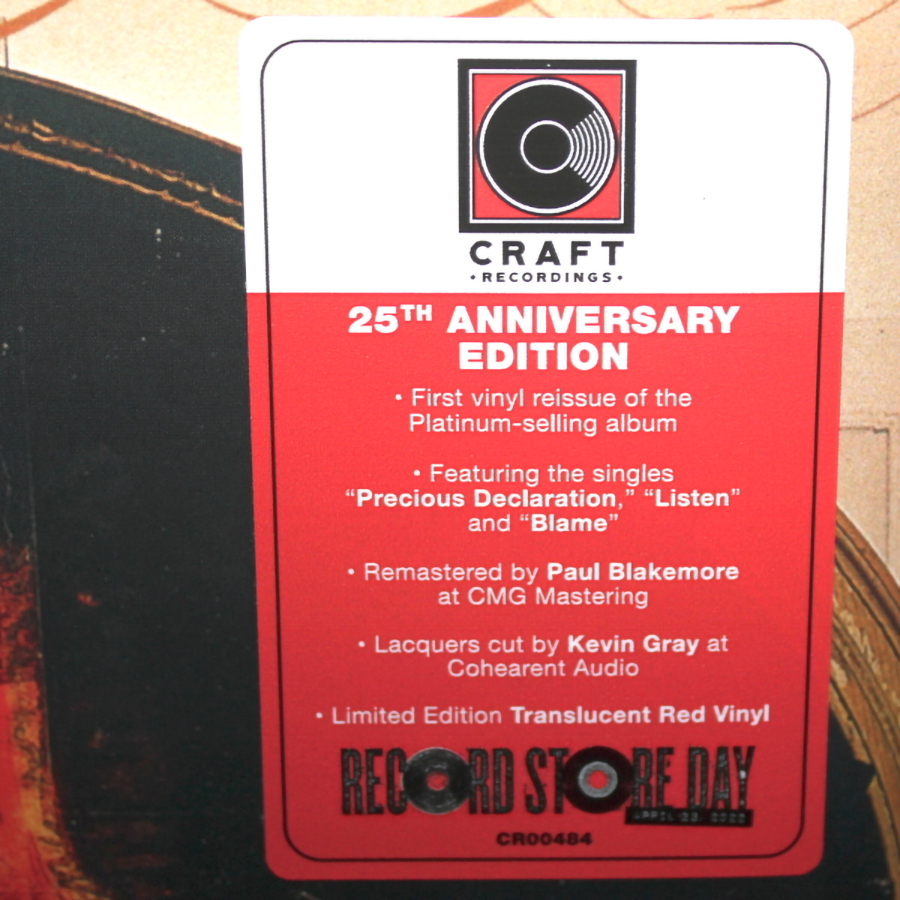 CRAFT
• RECORDINGS •
25TH ANNIVERSARY
EDITION
• First vinyl reissue of the
Platinum-selling album
• Featuring the singles
“Precious Declaration,” “Listen”
and “Blame”
• Remastered by Paul Blakemore
at CMG Mastering
• Lacquers cut by Kevin Gray at
Cohearent Audio
• Limited Edition Translucent Red Vinyl
RECORD STORE DAY
APRIL
CR00484